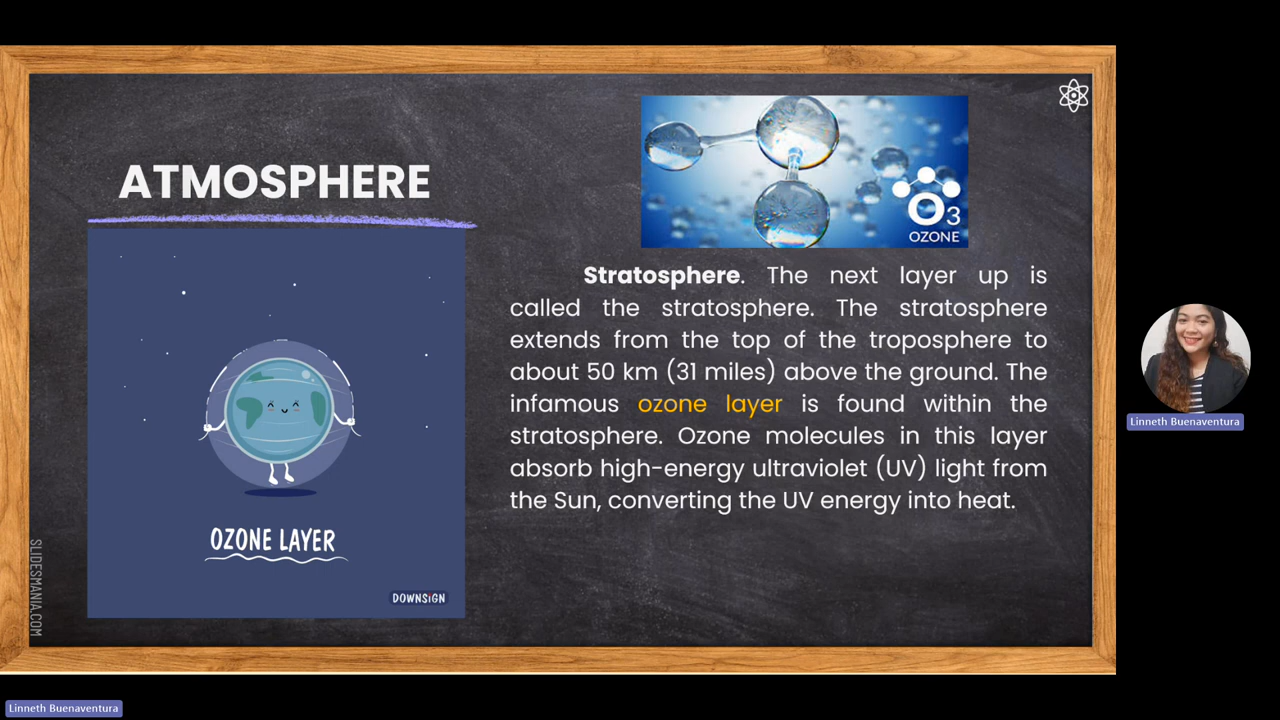 ATMOSPHERE
O3
OZONE
Stratosphere. The next layer up is
called the stratosphere. The stratosphere
extends from the top of the troposphere to
about 50 km (31 miles) above the ground. The
infamous ozone layer is found within the
stratosphere. Ozone molecules in this layer
absorb high-energy ultraviolet (UV) light from
the Sun, converting the UV energy into heat.
OZONE LAYER
DOWNSiGN
SLIDESMANIA.COM
Linneth Buenaventura
Linneth Buenaventura